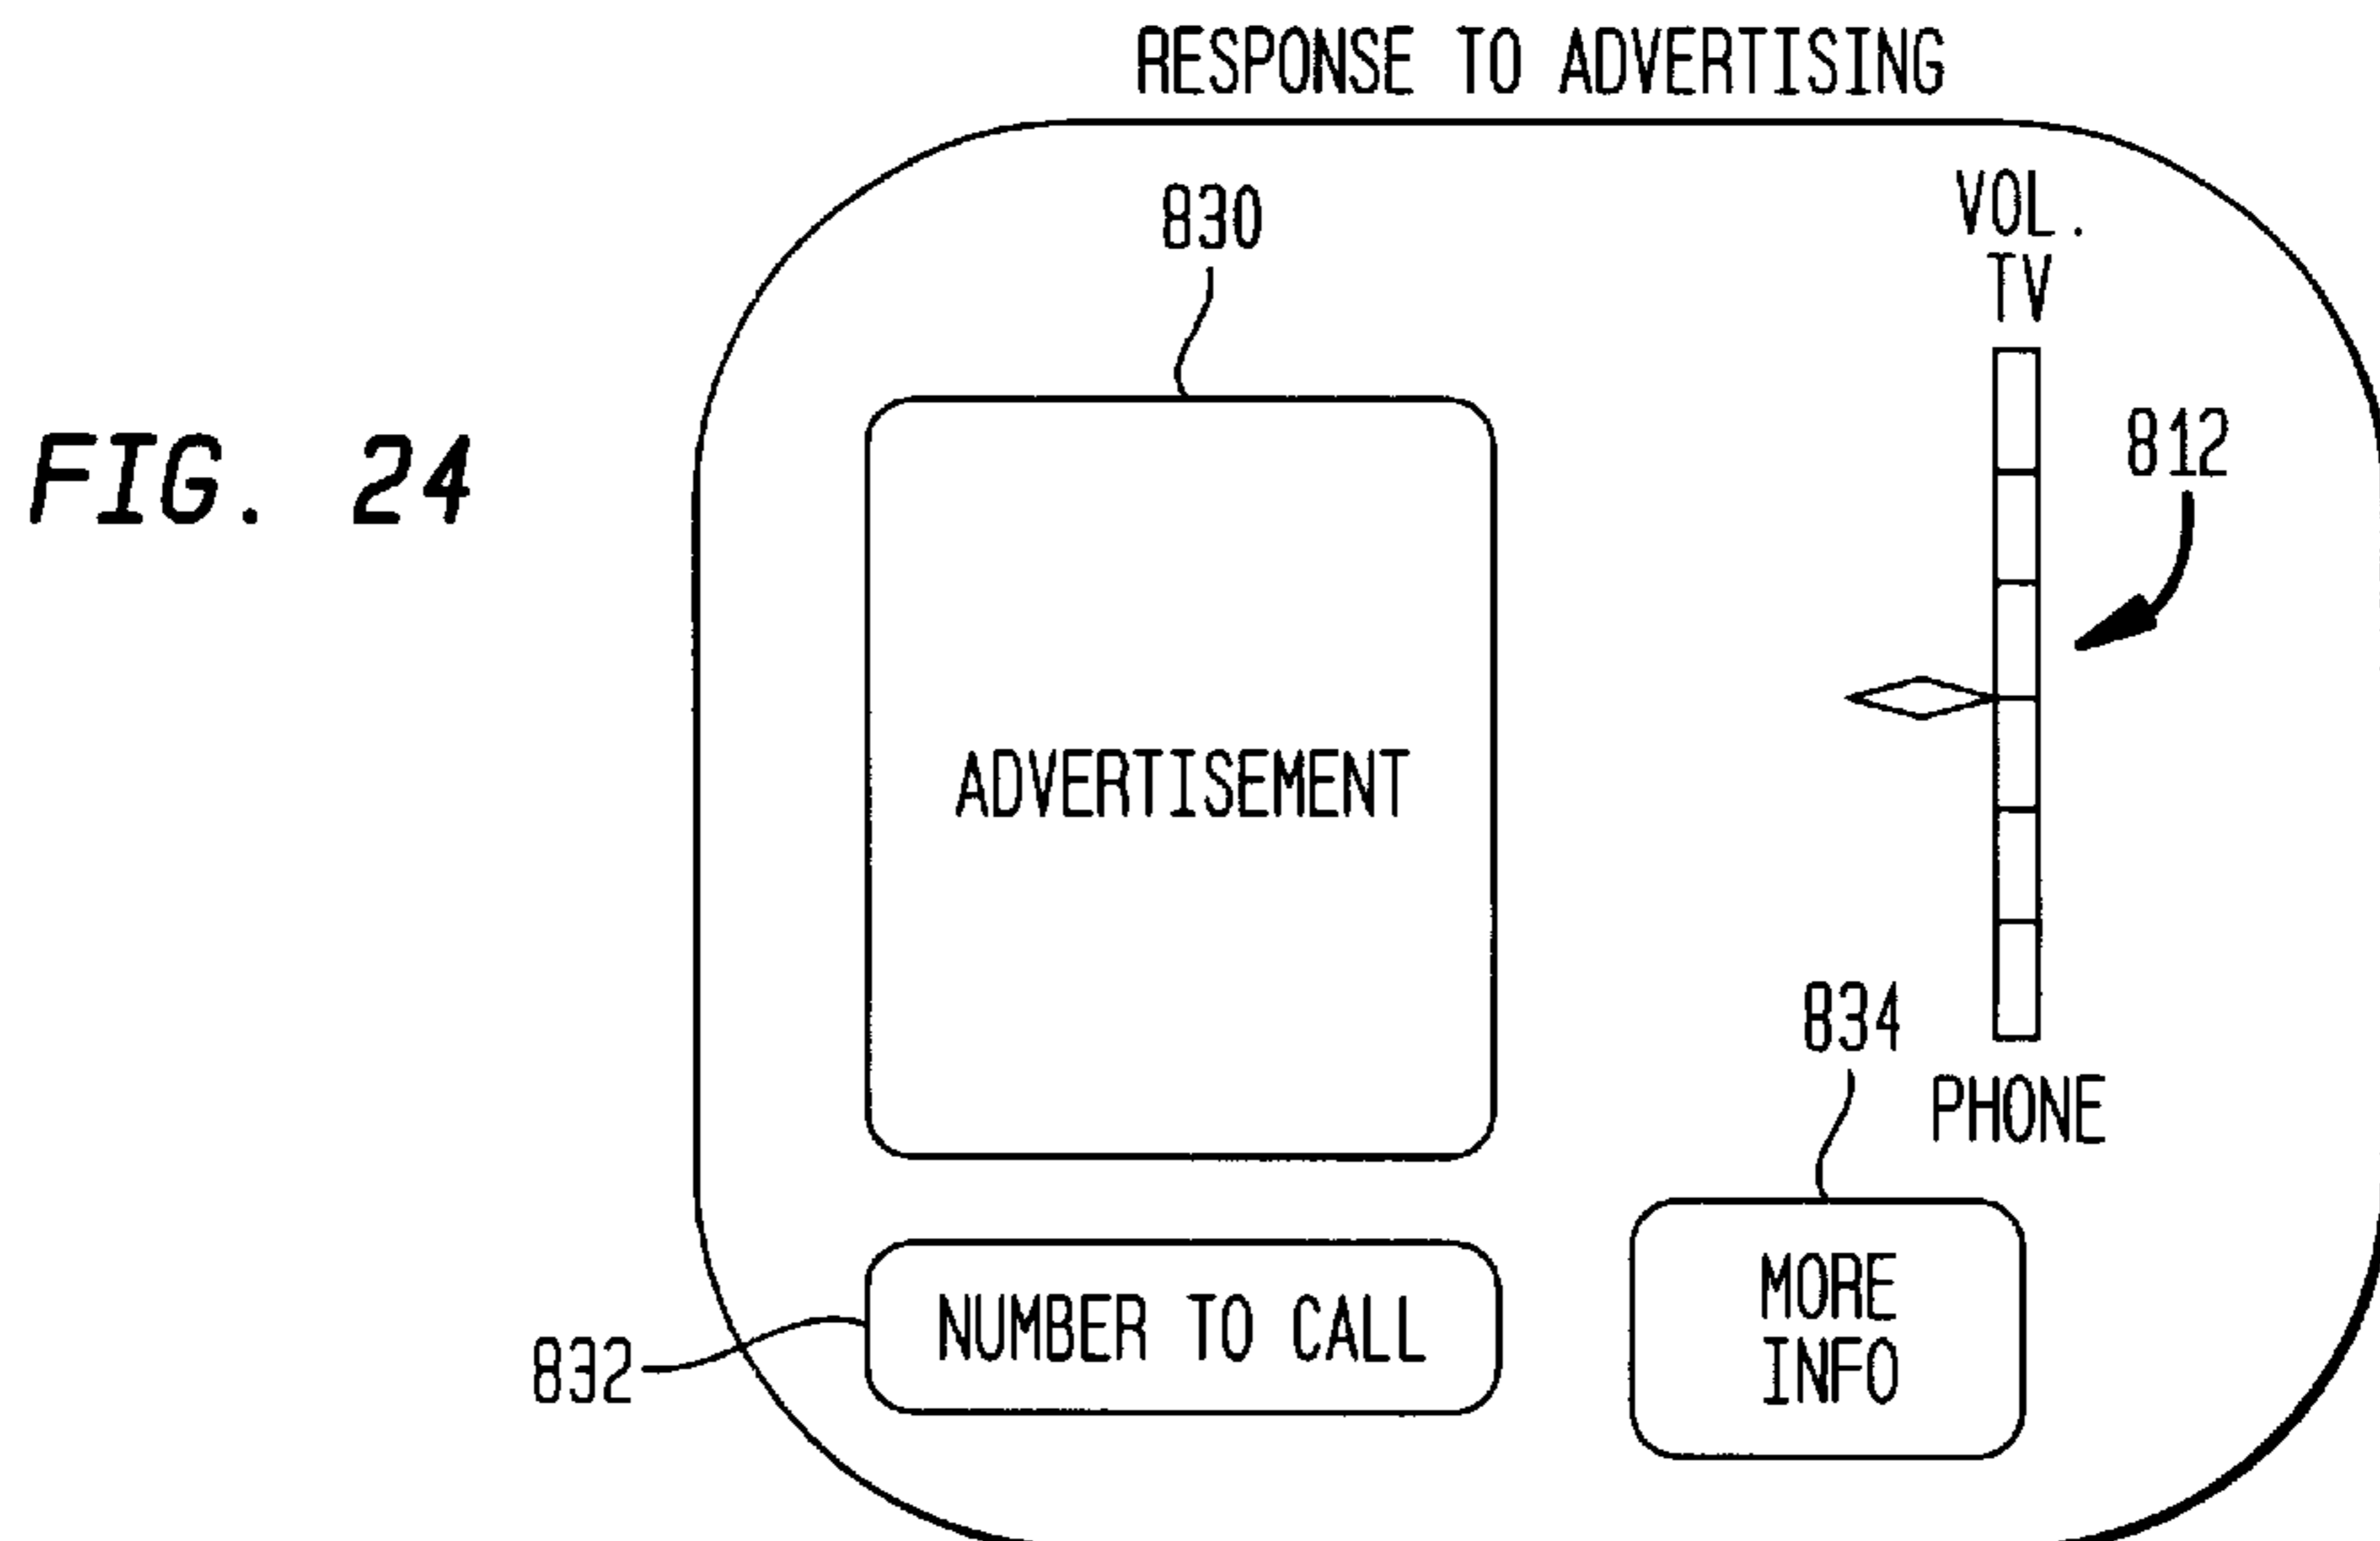 RESPONSE TO ADVERTISING
FIG. 24
830
VOL.
TV
812
ADVERTISEMENT
834
PHONE
832
NUMBER TO CALL
MORE
INFO